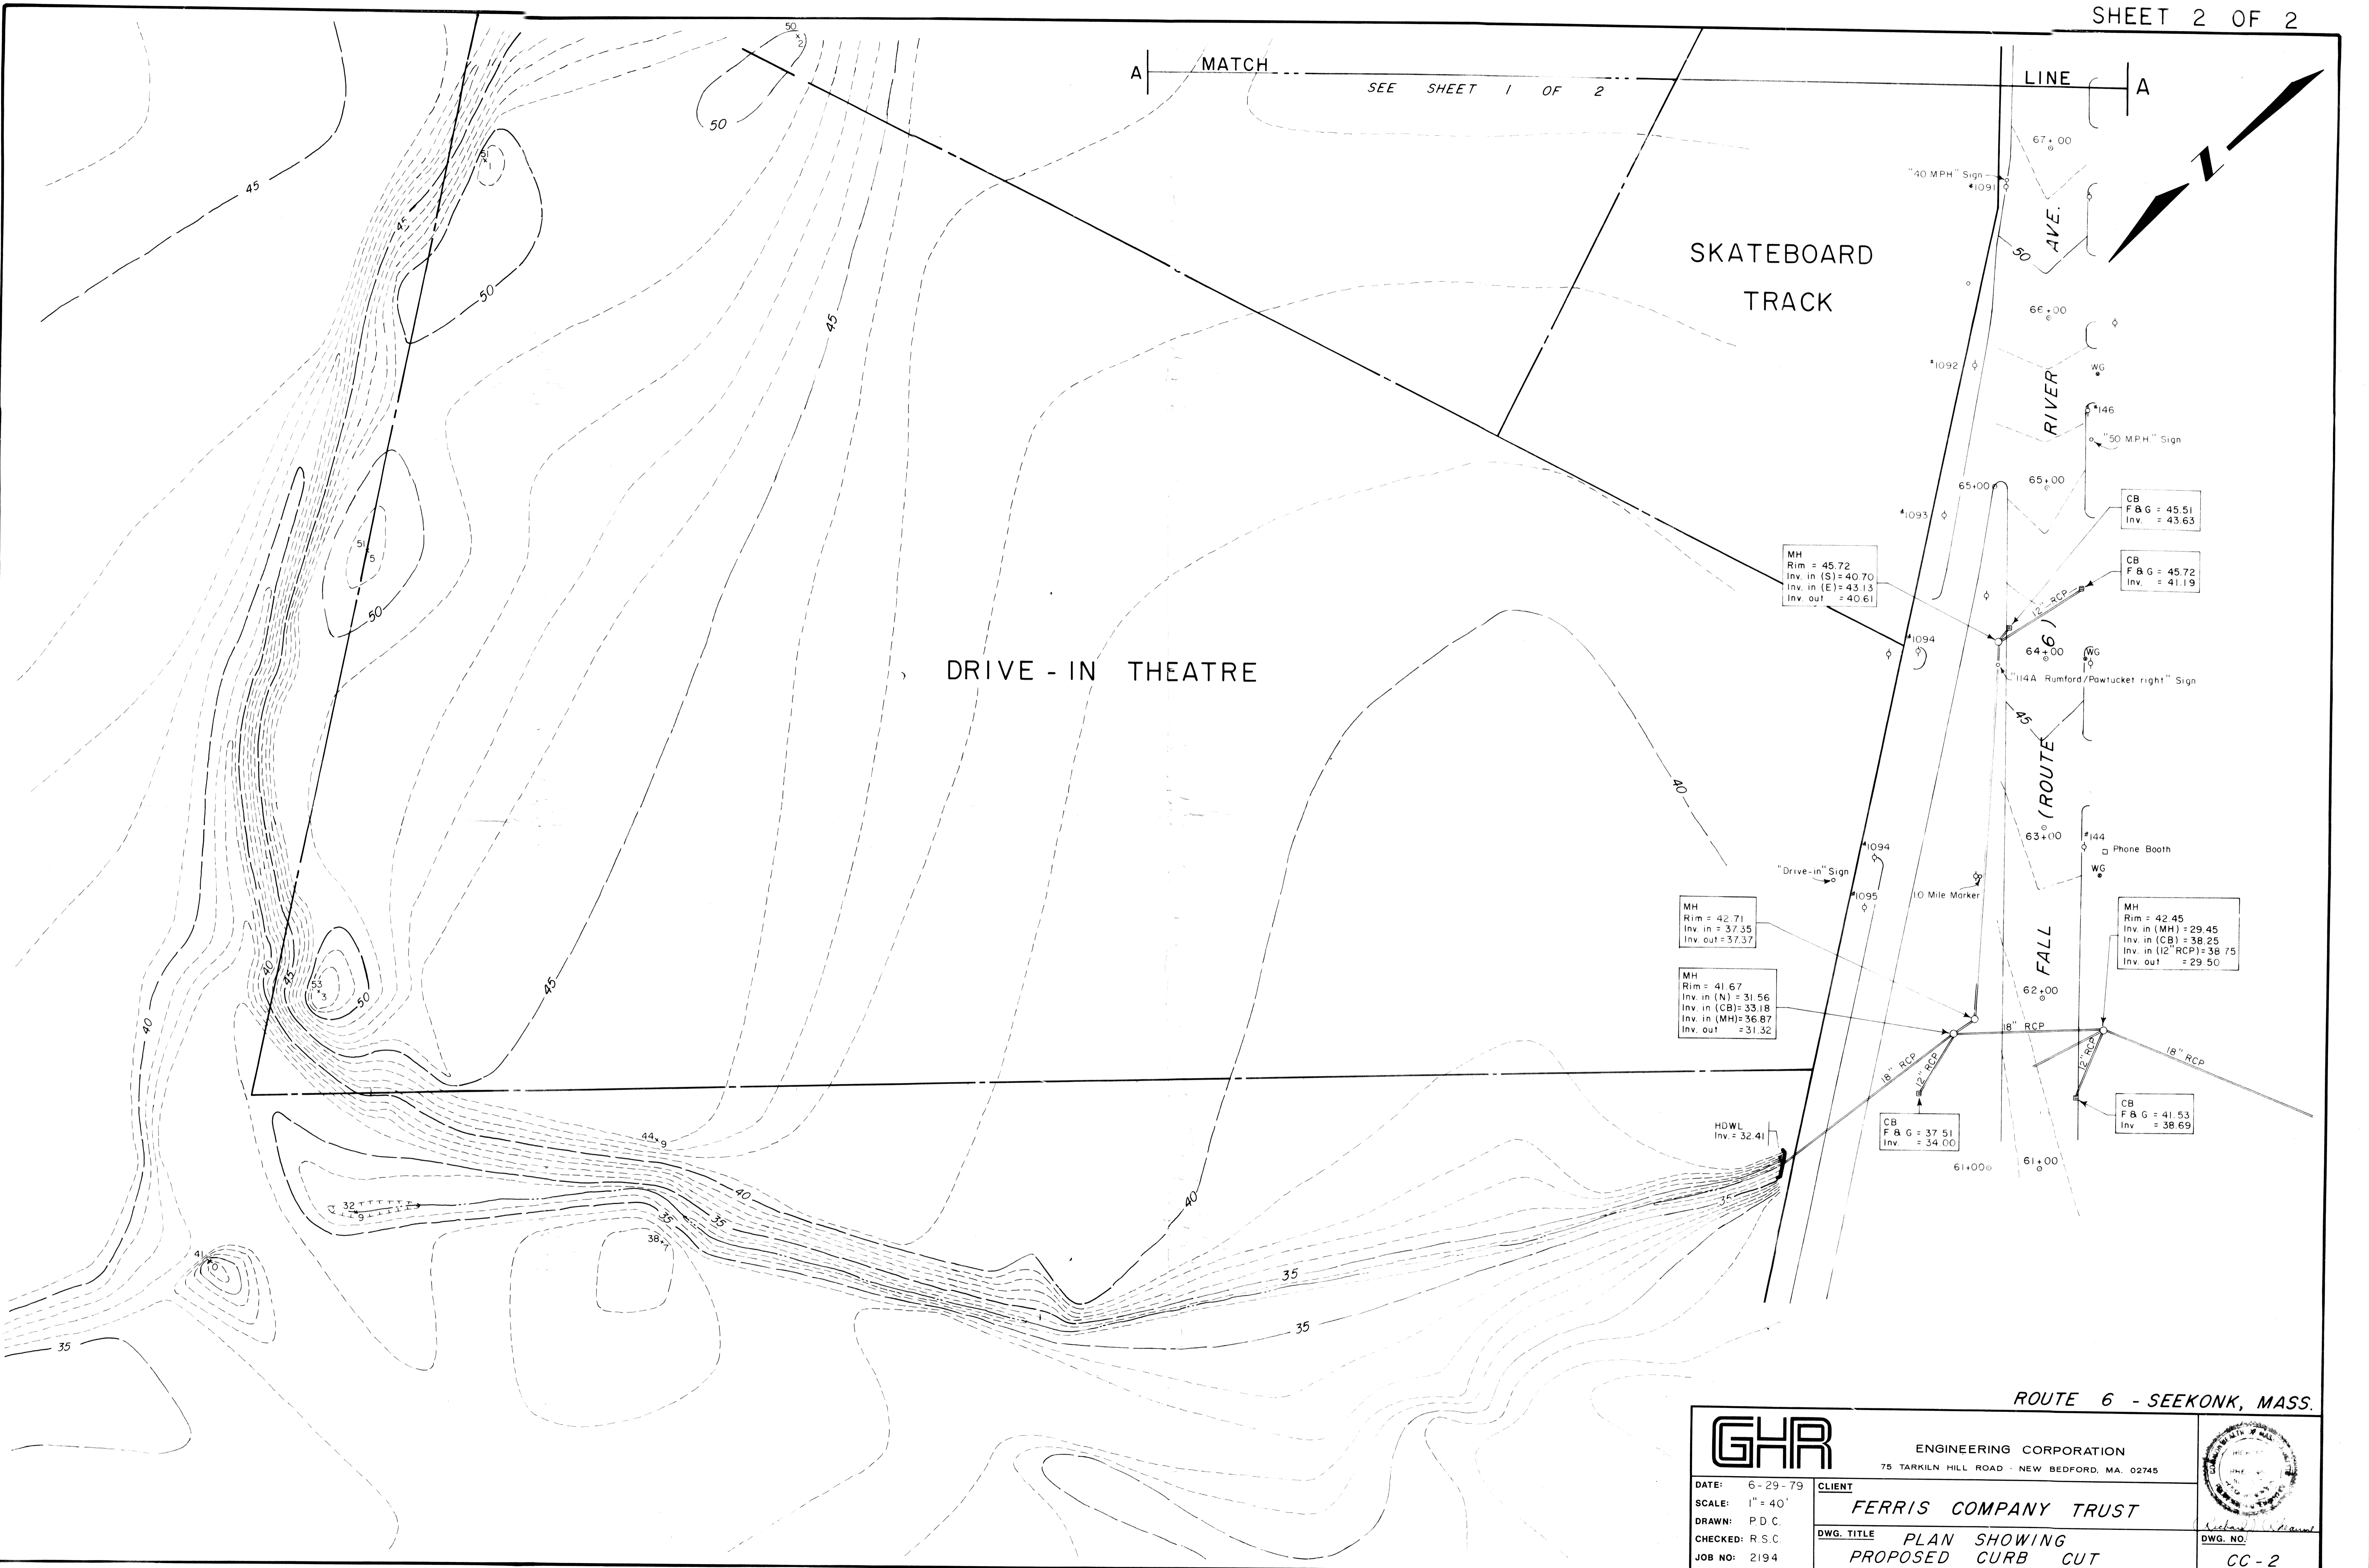 SHEET 2 OF 2
A
MATCH
LINE
A
SEE SHEET 1 OF 2
N
50
2
50
45
51
1
45
50
45
51
5
50
SKATEBOARD
TRACK
DRIVE - IN THEATRE
67+00
"40 MPH" Sign
#1091
AVE.
50
66+00
#1092
RIVER
WG
#146
"50 M.P.H." Sign
65+00
65+00
#1093
CB
F & G = 45.51
Inv. = 43.63
CB
F & G = 45.72
Inv. = 41.19
MH
Rim = 45.72
Inv. in (S)=40.70
Inv. in (E)=43.13
Inv. out = 40.61
12" RCP
#1094
6)
64+00
WG
"114A Rumford/Pawtucket right" Sign
45
(ROUTE
40
63+00
#144
Phone Booth
WG
#1094
"Drive-in" Sign
#1095
1.0 Mile Marker
MH
Rim = 42.71
Inv. in = 37.35
Inv. out = 37.37
MH
Rim = 42.45
Inv. in (MH) = 29.45
Inv. in (CB) = 38.25
Inv. in (12" RCP)=38.75
Inv. out = 29.50
FALL
MH
Rim = 41.67
Inv. in (N) = 31.56
Inv. in (CB)= 33.18
Inv. in (MH)=36.87
Inv. out =31.32
62+00
18" RCP
18" RCP
12" RCP
12" RCP
18" RCP
40
45
53
3
50
45
40
HDWL
Inv. = 32.41
CB
F & G = 37.51
Inv. = 34.00
CB
F & G = 41.53
Inv = 38.69
61+00
61+00
44 9
40
32
9
35
35
38 7
41
0
40
35
35
35
35
ROUTE 6 - SEEKONK, MASS.
GHR
ENGINEERING CORPORATION
75 TARKILN HILL ROAD · NEW BEDFORD, MA. 02745
DATE: 6-29-79
SCALE: 1" = 40'
DRAWN: P.D.C.
CHECKED: R.S.C.
JOB NO: 2194
CLIENT
FERRIS COMPANY TRUST
DWG. TITLE
PLAN SHOWING
PROPOSED CURB CUT
DWG. NO.
CC-2